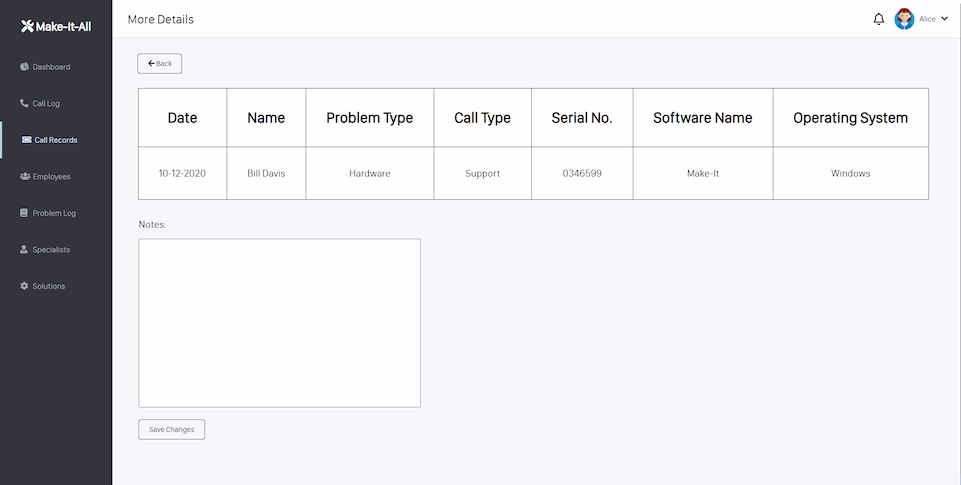 Make-It-All
More Details
Alice
Dashboard
Call Log
Call Records
Employees
Problem Log
Specialists
Solutions
Back
Date Name Problem Type Call Type Serial No. Software Name Operating System
10-12-2020 Bill Davis Hardware Support 0346599 Make-It Windows
Notes:
Save Changes